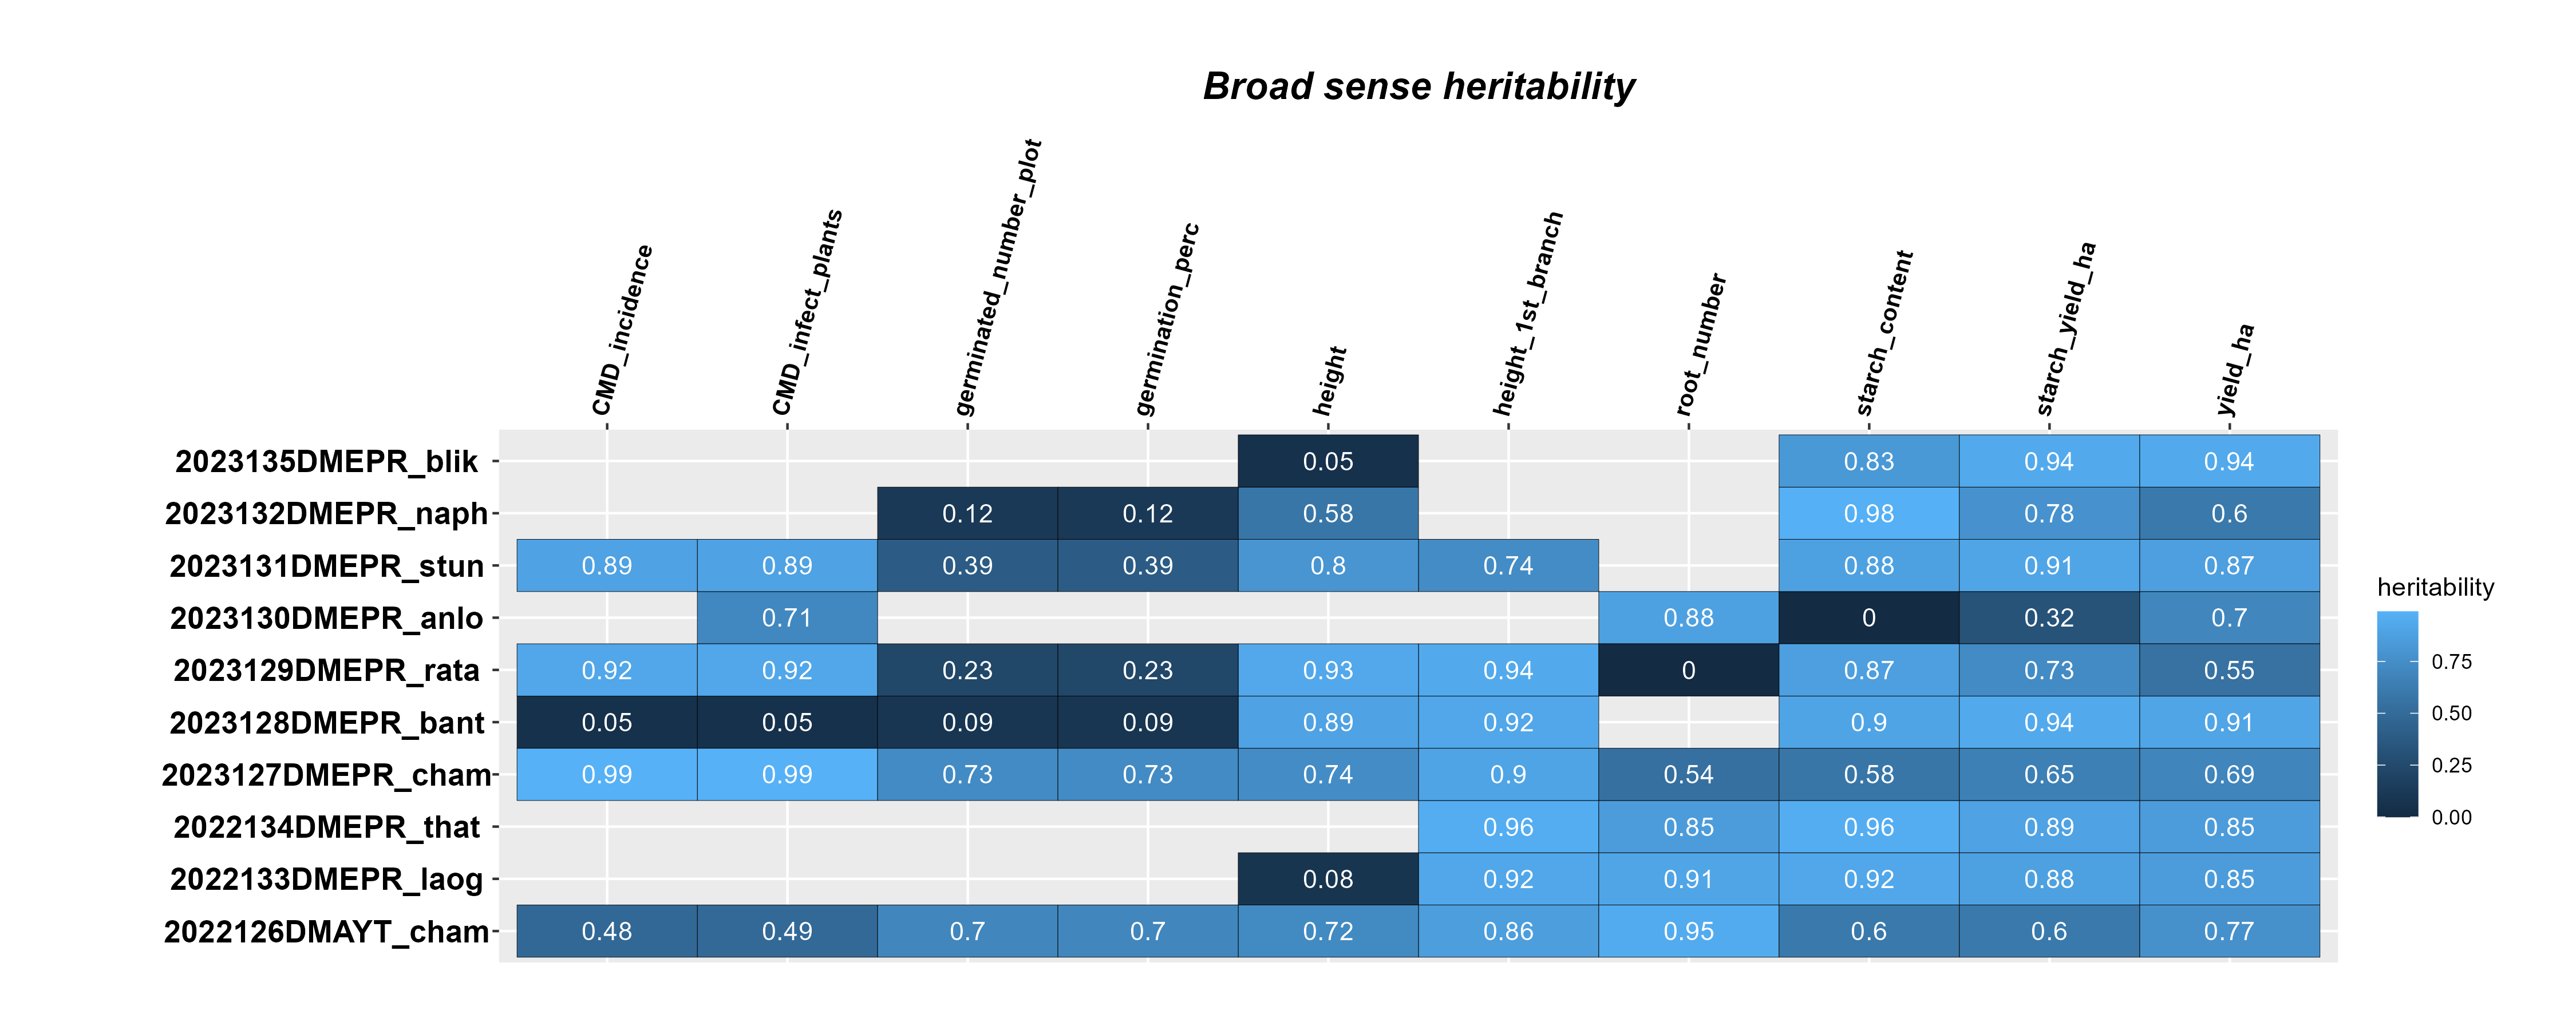 Broad sense heritability
CMD_incidence
CMD_infect_plants
germinated_number_plot
germination_perc
height
height_1st_branch
root_number
starch_content
starch_yield_ha
yield_ha
2023135DMEPR_blik 0.05 0.83 0.94 0.94
2023132DMEPR_naph 0.12 0.12 0.58 0.98 0.78 0.6
2023131DMEPR_stun 0.89 0.89 0.39 0.39 0.8 0.74 0.88 0.91 0.87
2023130DMEPR_anlo 0.71 0.88 0 0.32 0.7
2023129DMEPR_rata 0.92 0.92 0.23 0.23 0.93 0.94 0 0.87 0.73 0.55
2023128DMEPR_bant 0.05 0.05 0.09 0.09 0.89 0.92 0.9 0.94 0.91
2023127DMEPR_cham 0.99 0.99 0.73 0.73 0.74 0.9 0.54 0.58 0.65 0.69
2022134DMEPR_that 0.96 0.85 0.96 0.89 0.85
2022133DMEPR_laog 0.08 0.92 0.91 0.92 0.88 0.85
2022126DMAYT_cham 0.48 0.49 0.7 0.7 0.72 0.86 0.95 0.6 0.6 0.77
heritability
0.75
0.50
0.25
0.00